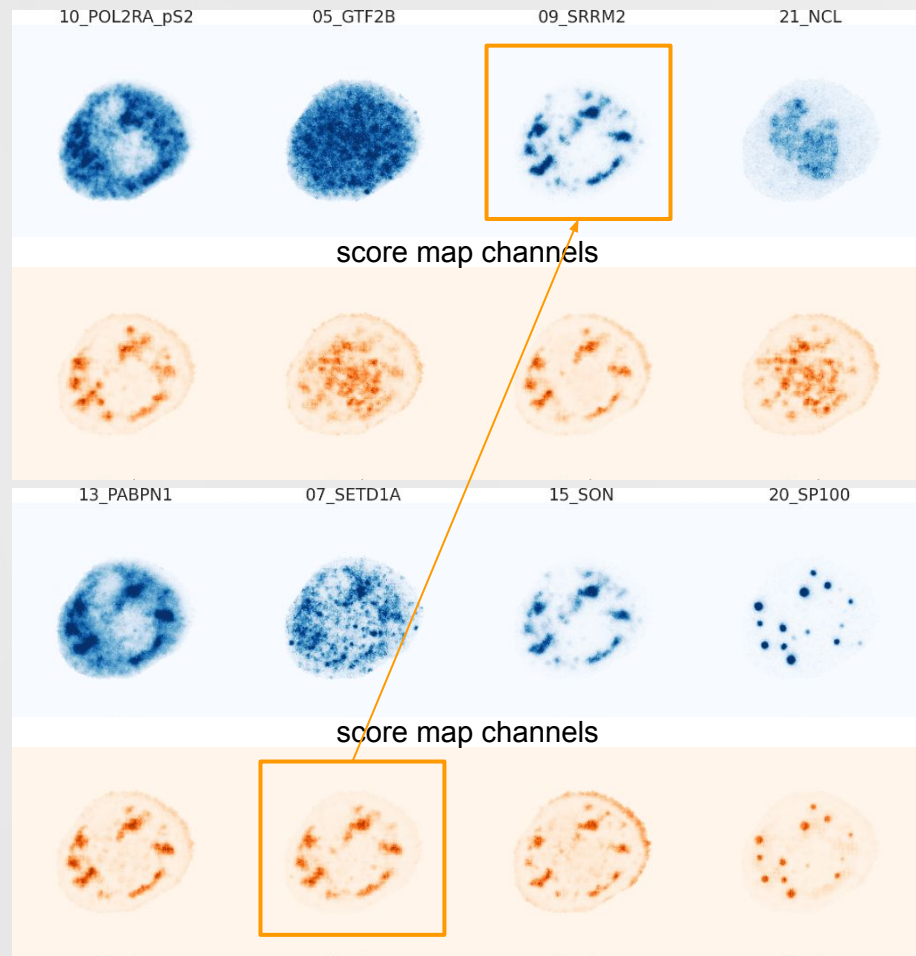 10_POL2RA_pS2 05_GTF2B 09_SRRM2 21_NCL
score map channels
13_PABPN1 07_SETD1A 15_SON 20_SP100
score map channels